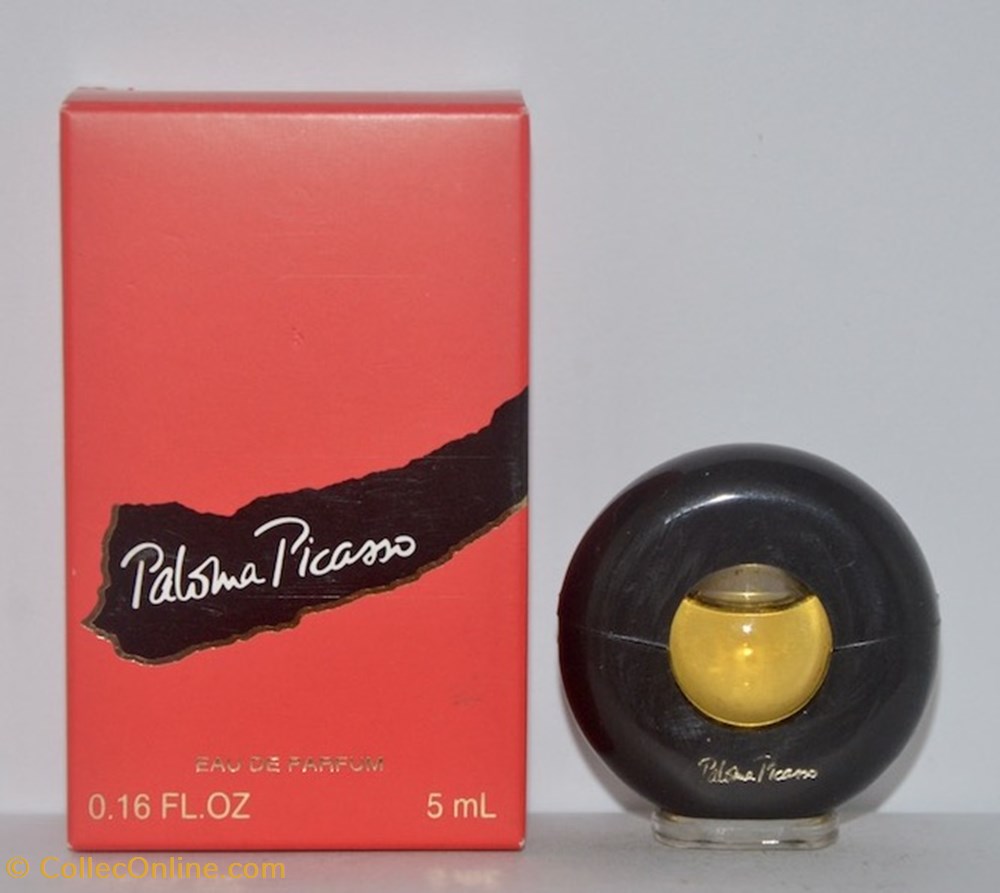 Paloma Picasso
EAU DE PARFUM
0.16 FL.OZ 5 mL
Paloma Picasso
© CollecOnline.com